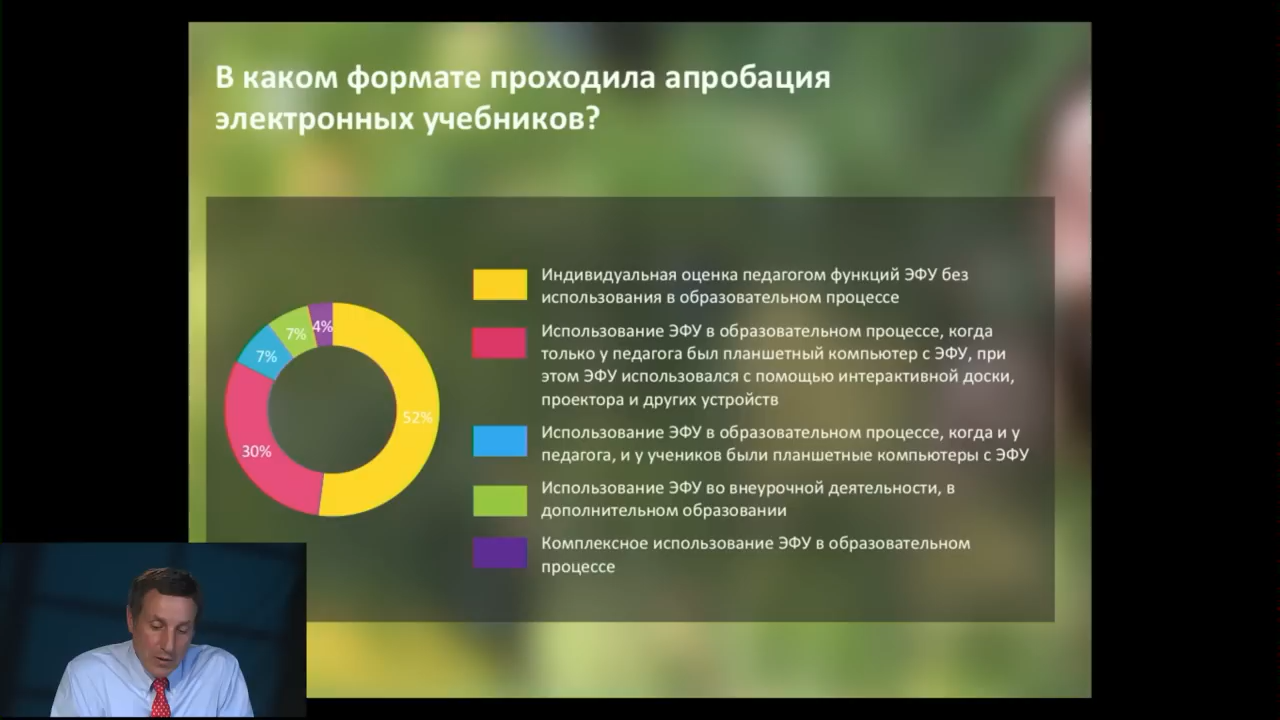 В каком формате проходила апробация
электронных учебников?
Индивидуальная оценка педагогом функций ЭФУ без
использования в образовательном процессе
Использование ЭФУ в образовательном процессе, когда
только у педагога был планшетный компьютер с ЭФУ, при
этом ЭФУ использовался с помощью интерактивной доски,
проектора и других устройств
Использование ЭФУ в образовательном процессе, когда и у
педагога, и у учеников были планшетные компьютеры с ЭФУ
Использование ЭФУ во внеурочной деятельности, в
дополнительном образовании
Комплексное использование ЭФУ в образовательном
процессе
4%
7%
7%
52%
30%